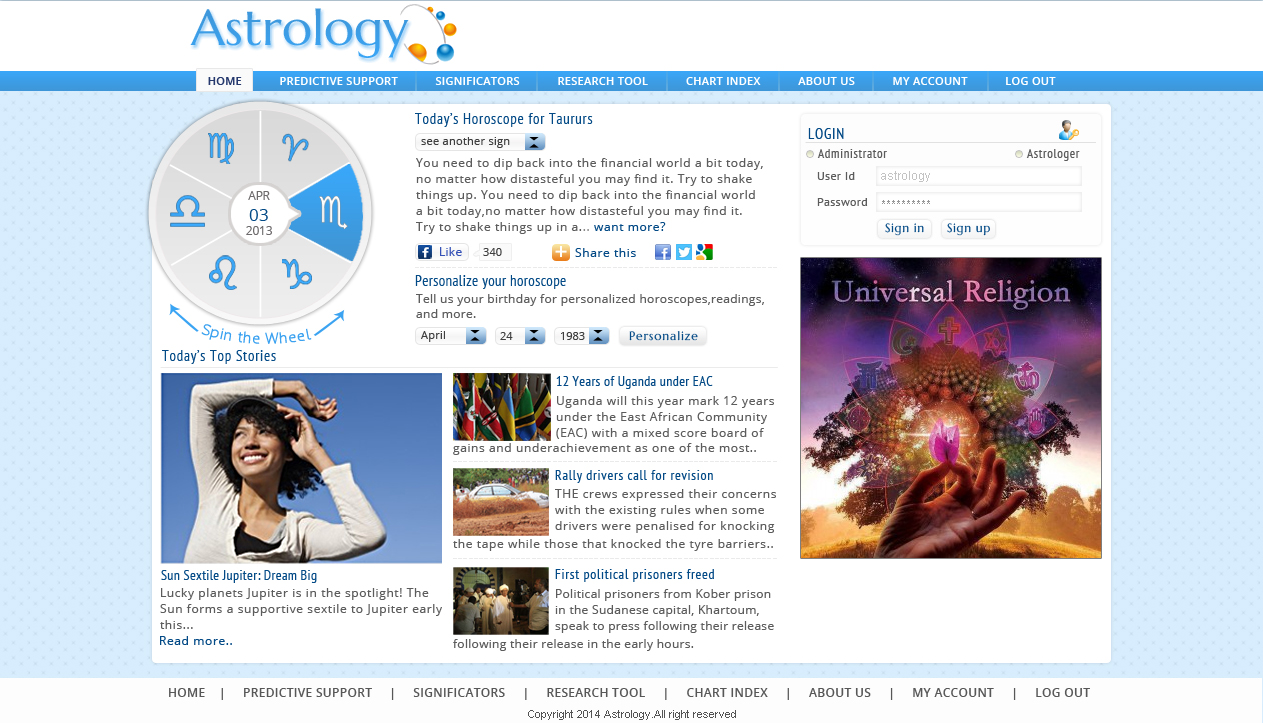 Astrology
HOME PREDICTIVE SUPPORT SIGNIFICATORS RESEARCH TOOL CHART INDEX ABOUT US MY ACCOUNT LOG OUT
APR
03
2013
Spin the Wheel
Today's Horoscope for Taururs
see another sign
You need to dip back into the financial world a bit today,
no matter how distasteful you may find it. Try to shake
things up. You need to dip back into the financial world
a bit today,no matter how distasteful you may find it.
Try to shake things up in a... want more?
f Like 340 Share this
Personalize your horoscope
Tell us your birthday for personalized horoscopes,readings,
and more.
April 24 1983 Personalize
LOGIN
Administrator Astrologer
User Id astrology
Password **********
Sign in Sign up
Universal Religion
Today's Top Stories
Sun Sextile Jupiter: Dream Big
Lucky planets Jupiter is in the spotlight! The
Sun forms a supportive sextile to Jupiter early
this...
Read more..
12 Years of Uganda under EAC
Uganda will this year mark 12 years
under the East African Community
(EAC) with a mixed score board of
gains and underachievement as one of the most..
Rally drivers call for revision
THE crews expressed their concerns
with the existing rules when some
drivers were penalised for knocking
the tape while those that knocked the tyre barriers..
First political prisoners freed
Political prisoners from Kober prison
in the Sudanese capital, Khartoum,
speak to press following their release
following their release in the early hours.
HOME | PREDICTIVE SUPPORT | SIGNIFICATORS | RESEARCH TOOL | CHART INDEX | ABOUT US | MY ACCOUNT | LOG OUT
Copyright 2014 Astrology.All right reserved